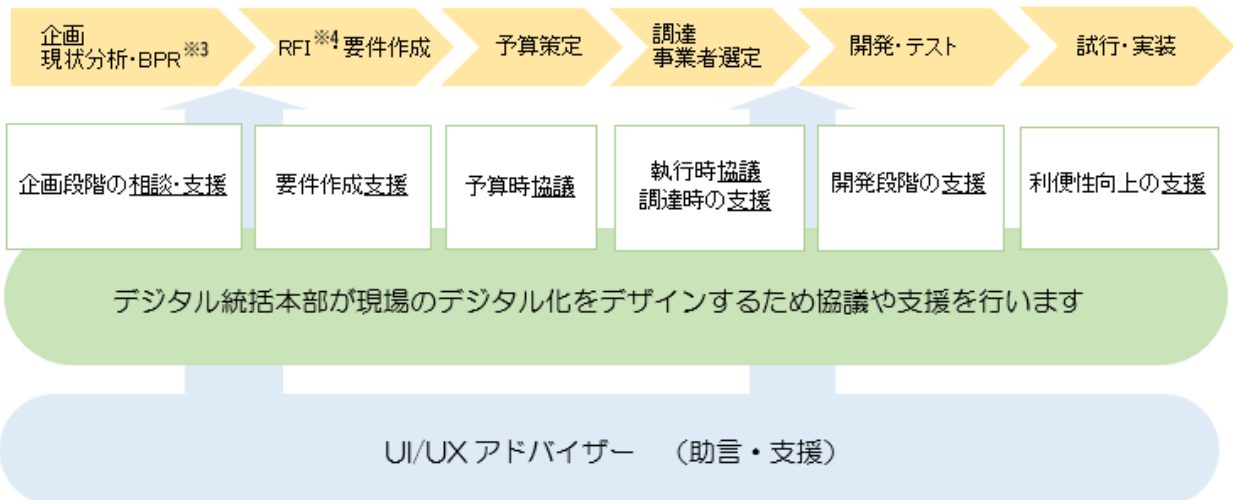 企画
現状分析・BPR※3
RFI※4・要件作成
予算策定
調達
事業者選定
開発・テスト
試行・実装
企画段階の相談・支援
要件作成支援
予算時協議
執行時協議
調達時の支援
開発段階の支援
利便性向上の支援
デジタル統括本部が現場のデジタル化をデザインするため協議や支援を行います
UI/UX アドバイザー （助言・支援）